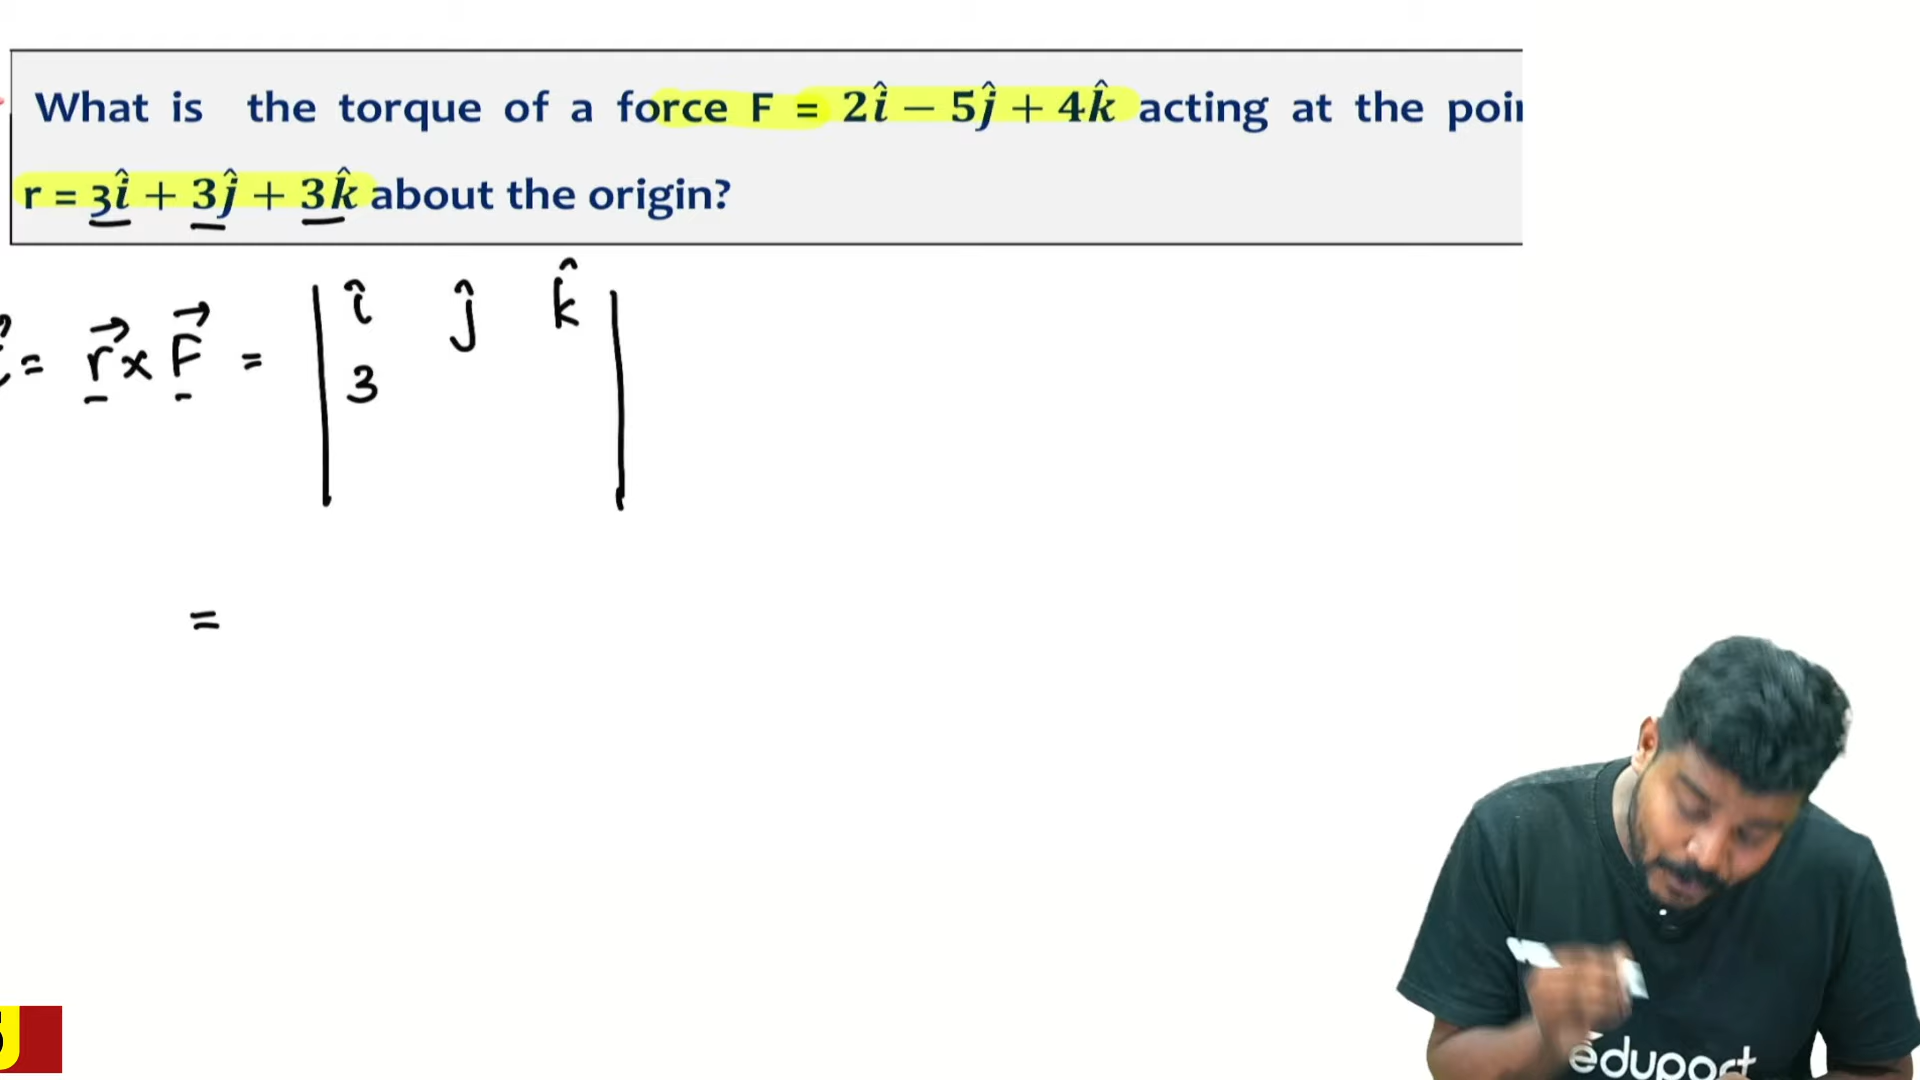 What is the torque of a force F = 2î − 5ĵ + 4k̂ acting at the poin
r = 3î + 3ĵ + 3k̂ about the origin?
= r⃗ × F⃗ = | î ĵ k̂ |
3
=
eduport